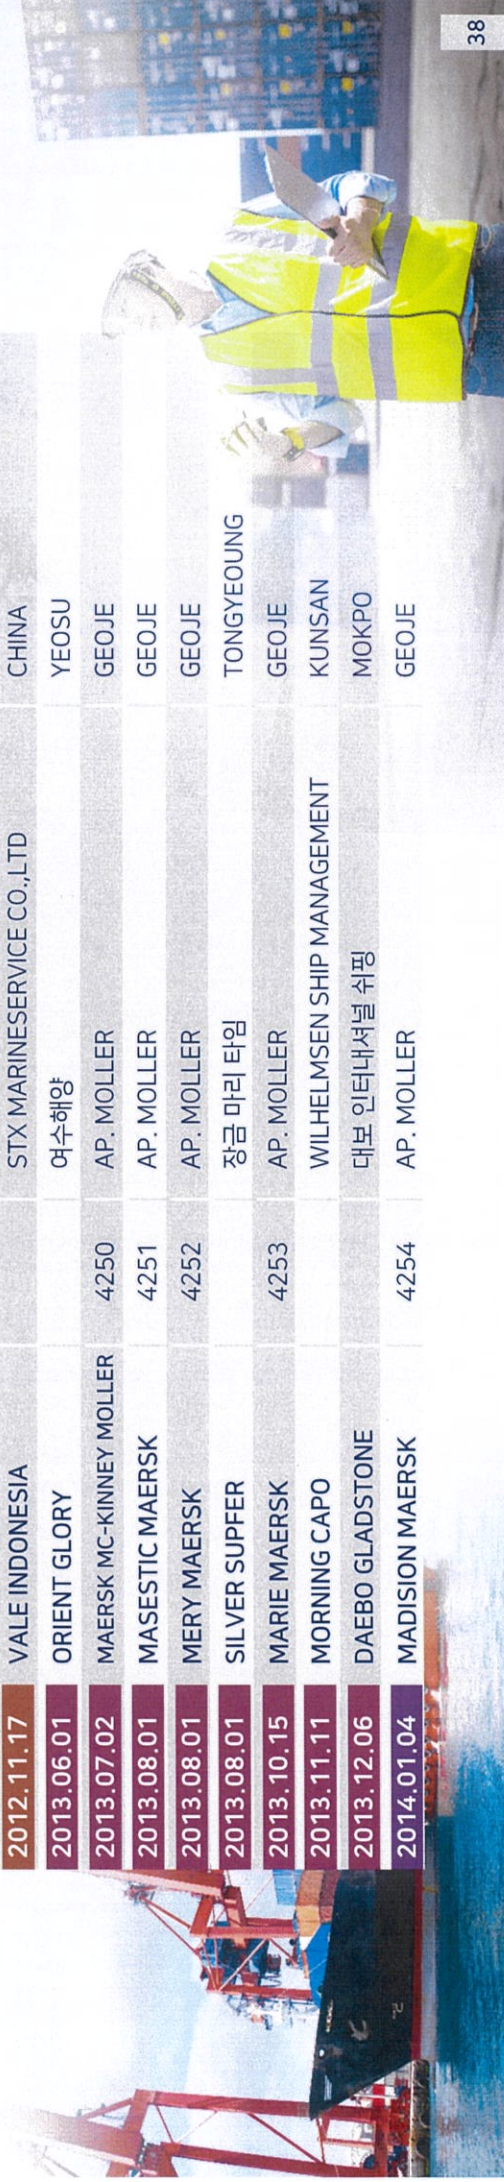 2012.11.17 VALE INDONESIA STX MARINESERVICE CO.,LTD CHINA
2013.06.01 ORIENT GLORY 여수해양 YEOSU
2013.07.02 MAERSK MC-KINNEY MOLLER 4250 AP. MOLLER GEOJE
2013.08.01 MASESTIC MAERSK 4251 AP. MOLLER GEOJE
2013.08.01 MERY MAERSK 4252 AP. MOLLER GEOJE
2013.08.01 SILVER SUPFER 장금 마리 타임 TONGYEOUNG
2013.10.15 MARIE MAERSK 4253 AP. MOLLER GEOJE
2013.11.11 MORNING CAPO WILHELMSEN SHIP MANAGEMENT KUNSAN
2013.12.06 DAEBO GLADSTONE 대보 인터내셔널 쉬핑 MOKPO
2014.01.04 MADISION MAERSK 4254 AP. MOLLER GEOJE
38